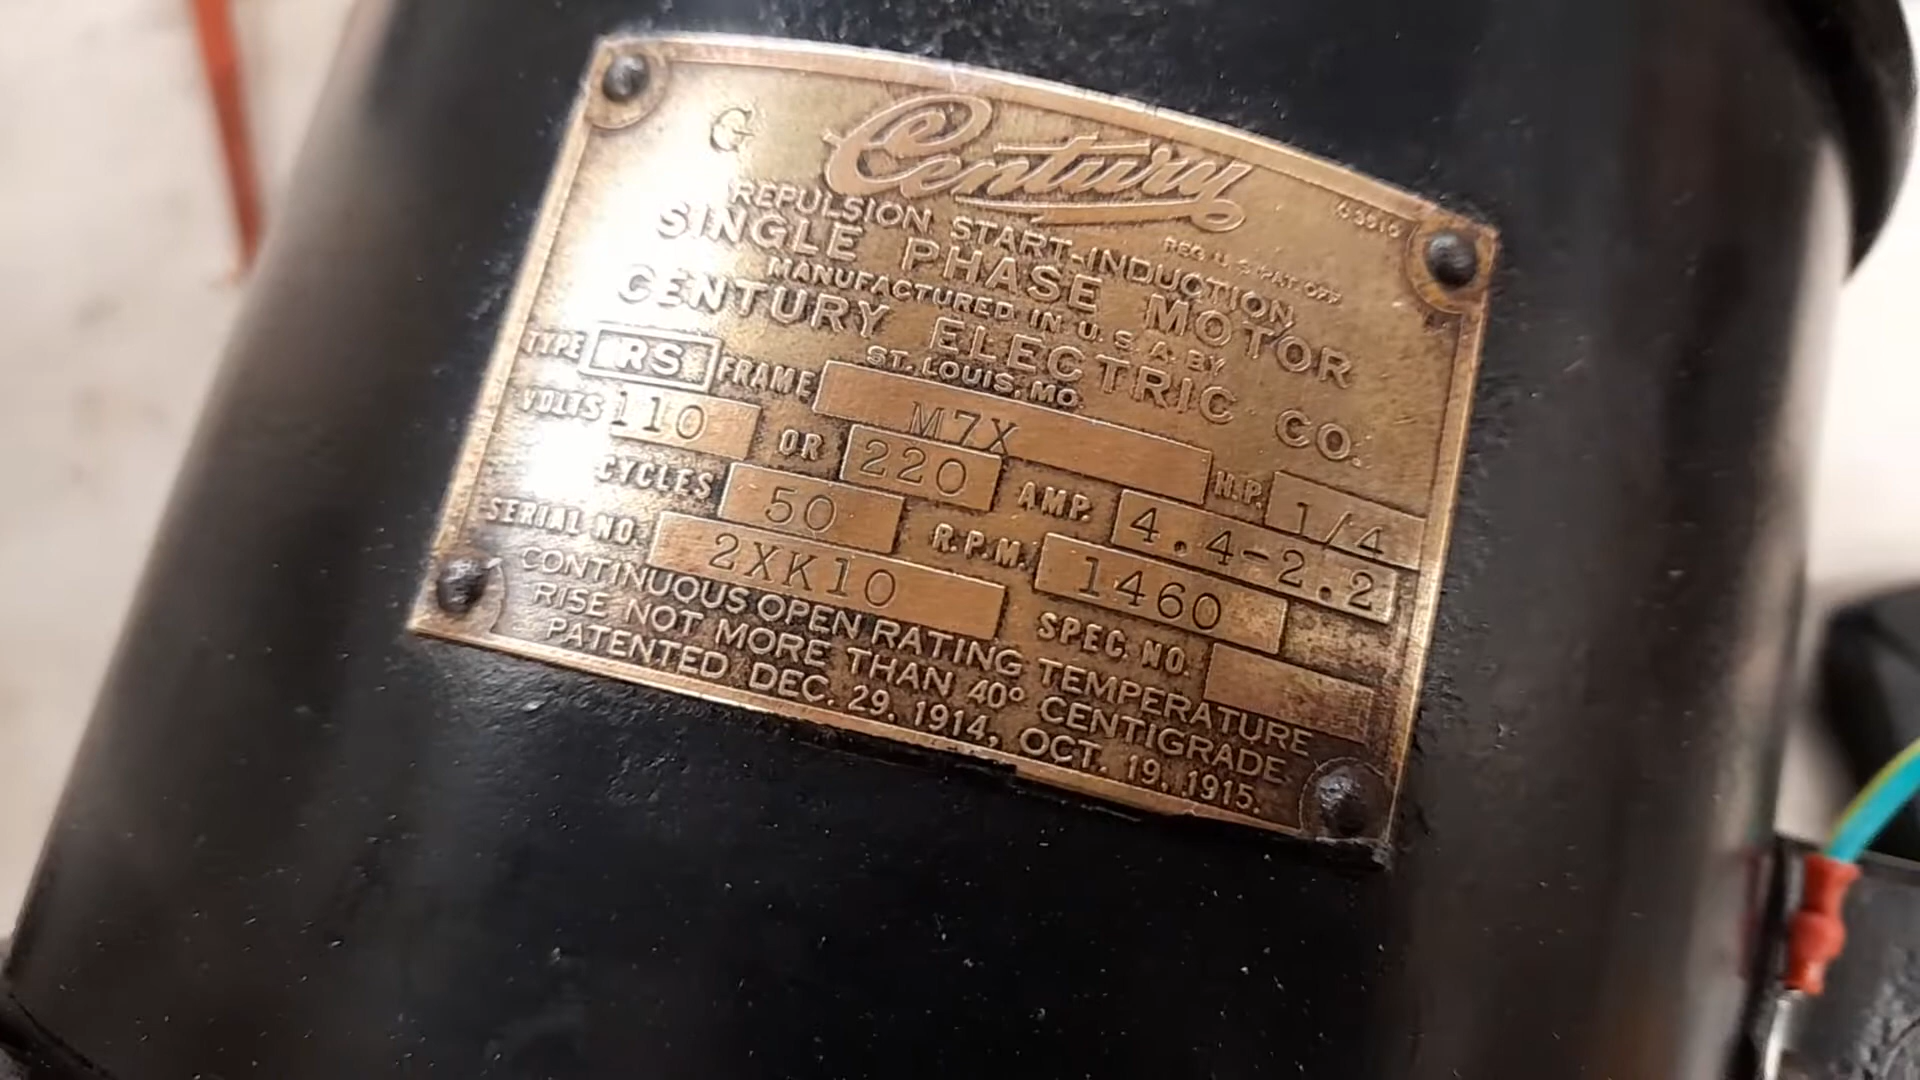 G Century
REG. U. S. PAT. OFF.
REPULSION START-INDUCTION
SINGLE PHASE MOTOR
MANUFACTURED IN U. S. A. BY
CENTURY ELECTRIC CO.
ST. LOUIS, MO.
TYPE RS FRAME M7X H.P. 1/4
VOLTS 110 OR 220 AMP. 4.4-2.2
CYCLES 50 R.P.M. 1460
SERIAL NO. 2XK10 SPEC. NO.
CONTINUOUS OPEN RATING TEMPERATURE
RISE NOT MORE THAN 40° CENTIGRADE
PATENTED DEC. 29, 1914, OCT. 19, 1915.